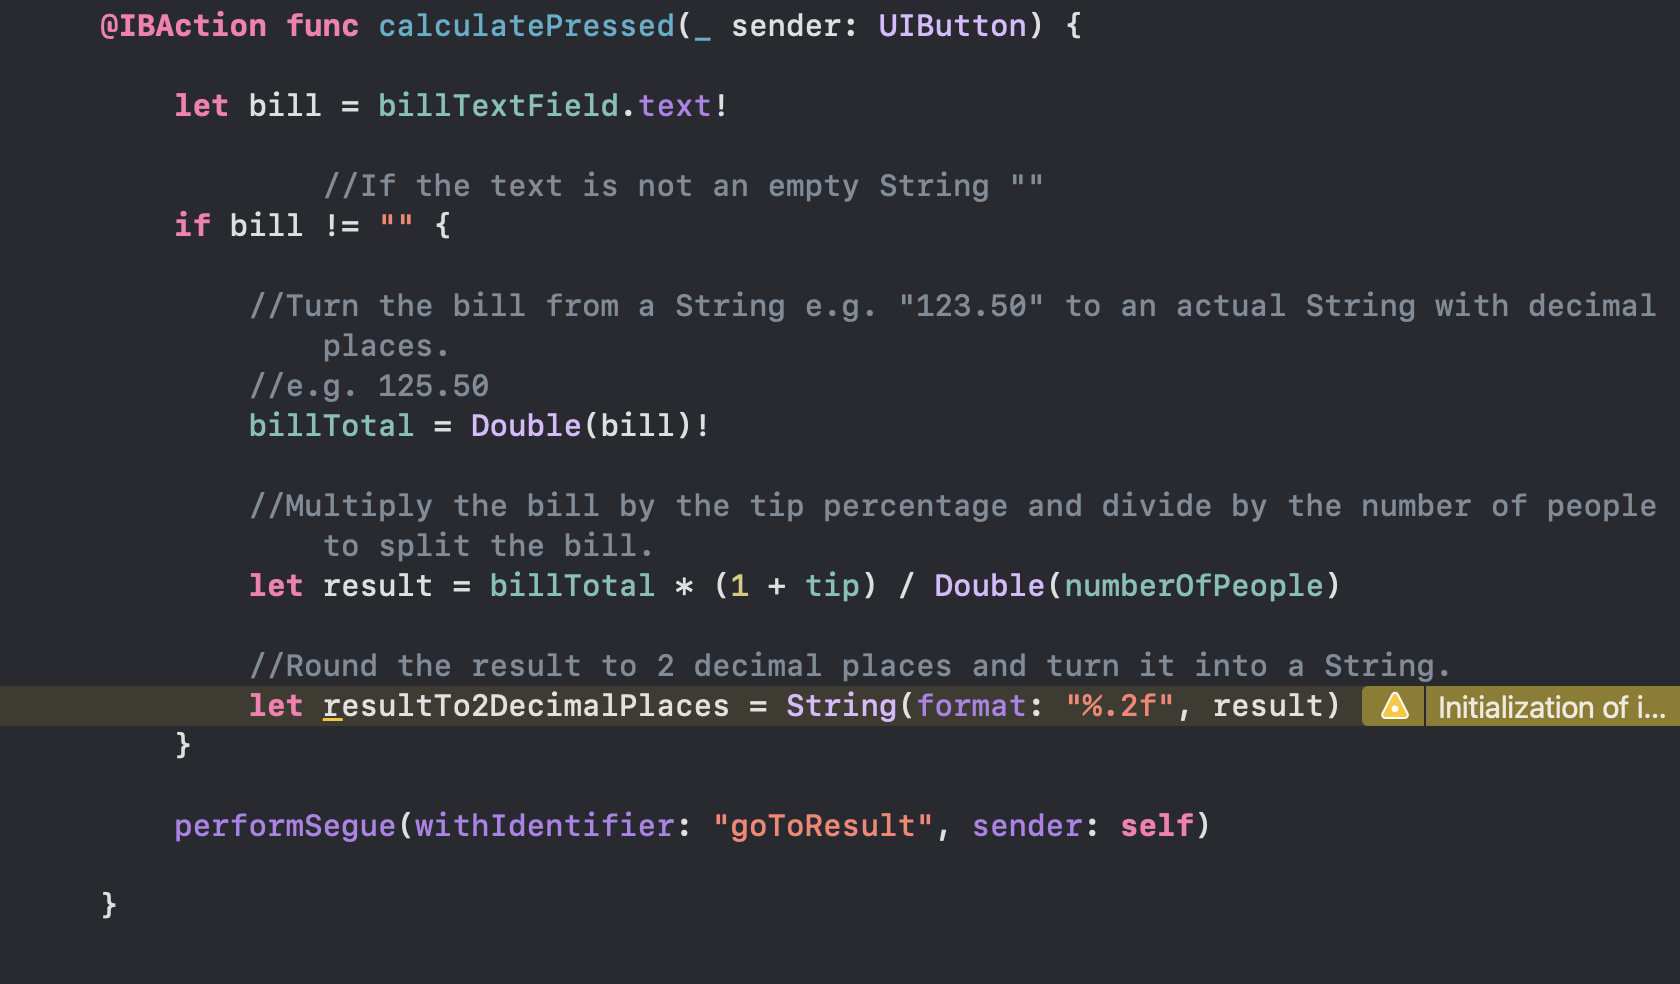 @IBAction func calculatePressed(_ sender: UIButton) {
let bill = billTextField.text!
//If the text is not an empty String ""
if bill != "" {
//Turn the bill from a String e.g. "123.50" to an actual String with decimal
places.
//e.g. 125.50
billTotal = Double(bill)!
//Multiply the bill by the tip percentage and divide by the number of people
to split the bill.
let result = billTotal * (1 + tip) / Double(numberOfPeople)
//Round the result to 2 decimal places and turn it into a String.
let resultTo2DecimalPlaces = String(format: "%.2f", result) Initialization of i...
}
performSegue(withIdentifier: "goToResult", sender: self)
}